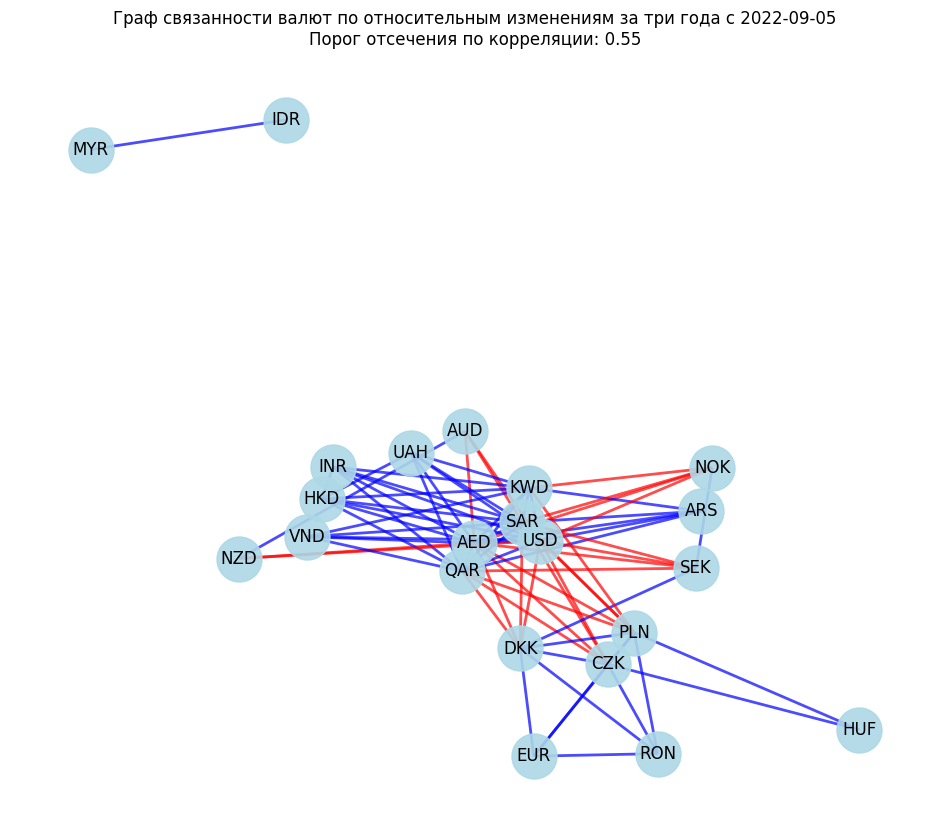 Граф связанности валют по относительным изменениям за три года с 2022-09-05
Порог отсечения по корреляции: 0.55
IDR
MYR
AUD
UAH
INR
NOK
KWD
HKD
ARS
SAR
VND
USD
AED
NZD
SEK
QAR
PLN
DKK
CZK
HUF
EUR
RON